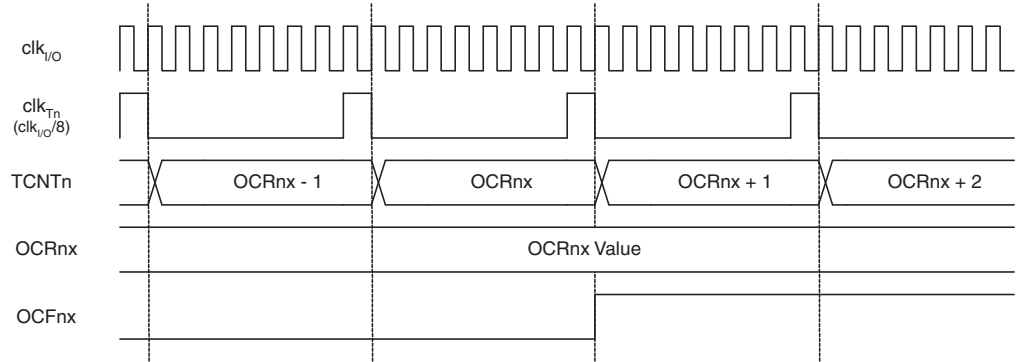 clkI/O
clkTn
(clkI/O/8)
TCNTn OCRnx - 1 OCRnx OCRnx + 1 OCRnx + 2
OCRnx OCRnx Value
OCFnx